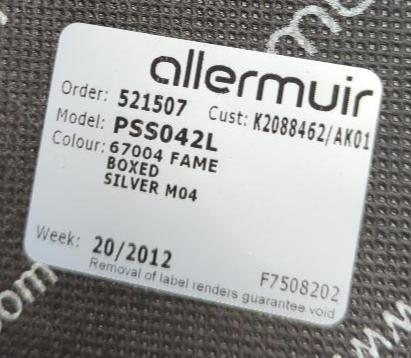 allermuir
Order: 521507 Cust: K2088462/AK01
Model: PSS042L
Colour: 67004 FAME
BOXED
SILVER M04
Week: 20/2012 F7508202
Removal of label renders guarantee void